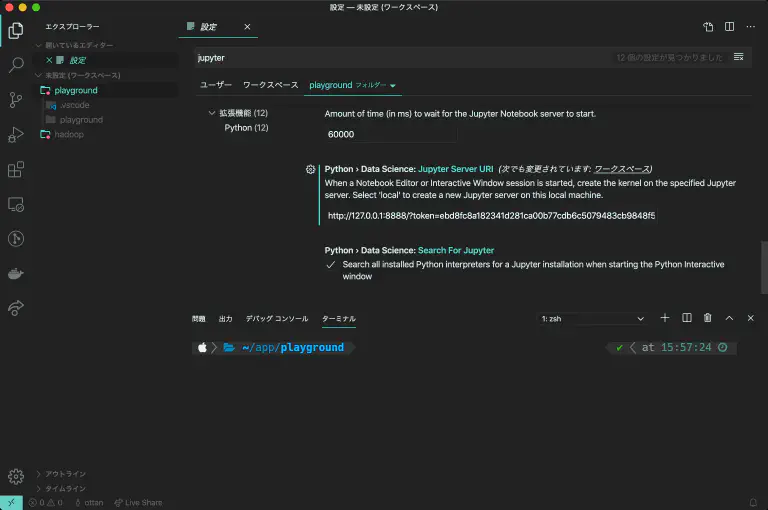 設定 — 未設定 (ワークスペース)
エクスプローラー
設定
開いているエディター
設定
未設定 (ワークスペース)
playground
.vscode
playground
hadoop
jupyter
12 個の設定が見つかりました
ユーザー ワークスペース playground フォルダー
拡張機能 (12)
Python (12)
Amount of time (in ms) to wait for the Jupyter Notebook server to start.
60000
Python › Data Science: Jupyter Server URI (次でも変更されています: ワークスペース)
When a Notebook Editor or Interactive Window session is started, create the kernel on the specified Jupyter
server. Select 'local' to create a new Jupyter server on this local machine.
http://127.0.0.1:8888/?token=ebd8fc8a182341d281ca00b77cdb6c5079483cb9848f5
Python › Data Science: Search For Jupyter
Search all installed Python interpreters for a Jupyter installation when starting the Python Interactive
window
問題 出力 デバッグ コンソール ターミナル 1: zsh
~/app/playground at 15:57:24
アウトライン
タイムライン
0 0 otten Live Share